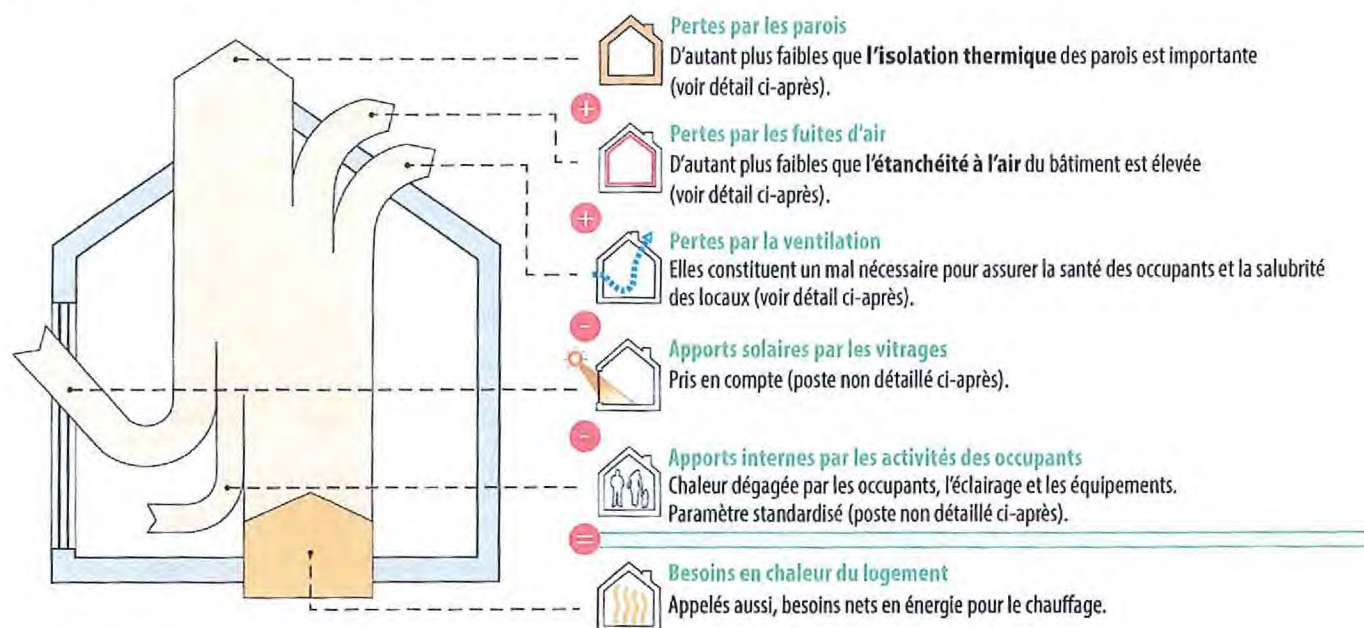 Pertes par les parois
D'autant plus faibles que l'isolation thermique des parois est importante
(voir détail ci-après).
+
Pertes par les fuites d'air
D'autant plus faibles que l'étanchéité à l'air du bâtiment est élevée
(voir détail ci-après).
+
Pertes par la ventilation
Elles constituent un mal nécessaire pour assurer la santé des occupants et la salubrité
des locaux (voir détail ci-après).
-
Apports solaires par les vitrages
Pris en compte (poste non détaillé ci-après).
-
Apports internes par les activités des occupants
Chaleur dégagée par les occupants, l'éclairage et les équipements.
Paramètre standardisé (poste non détaillé ci-après).
=
Besoins en chaleur du logement
Appelés aussi, besoins nets en énergie pour le chauffage.